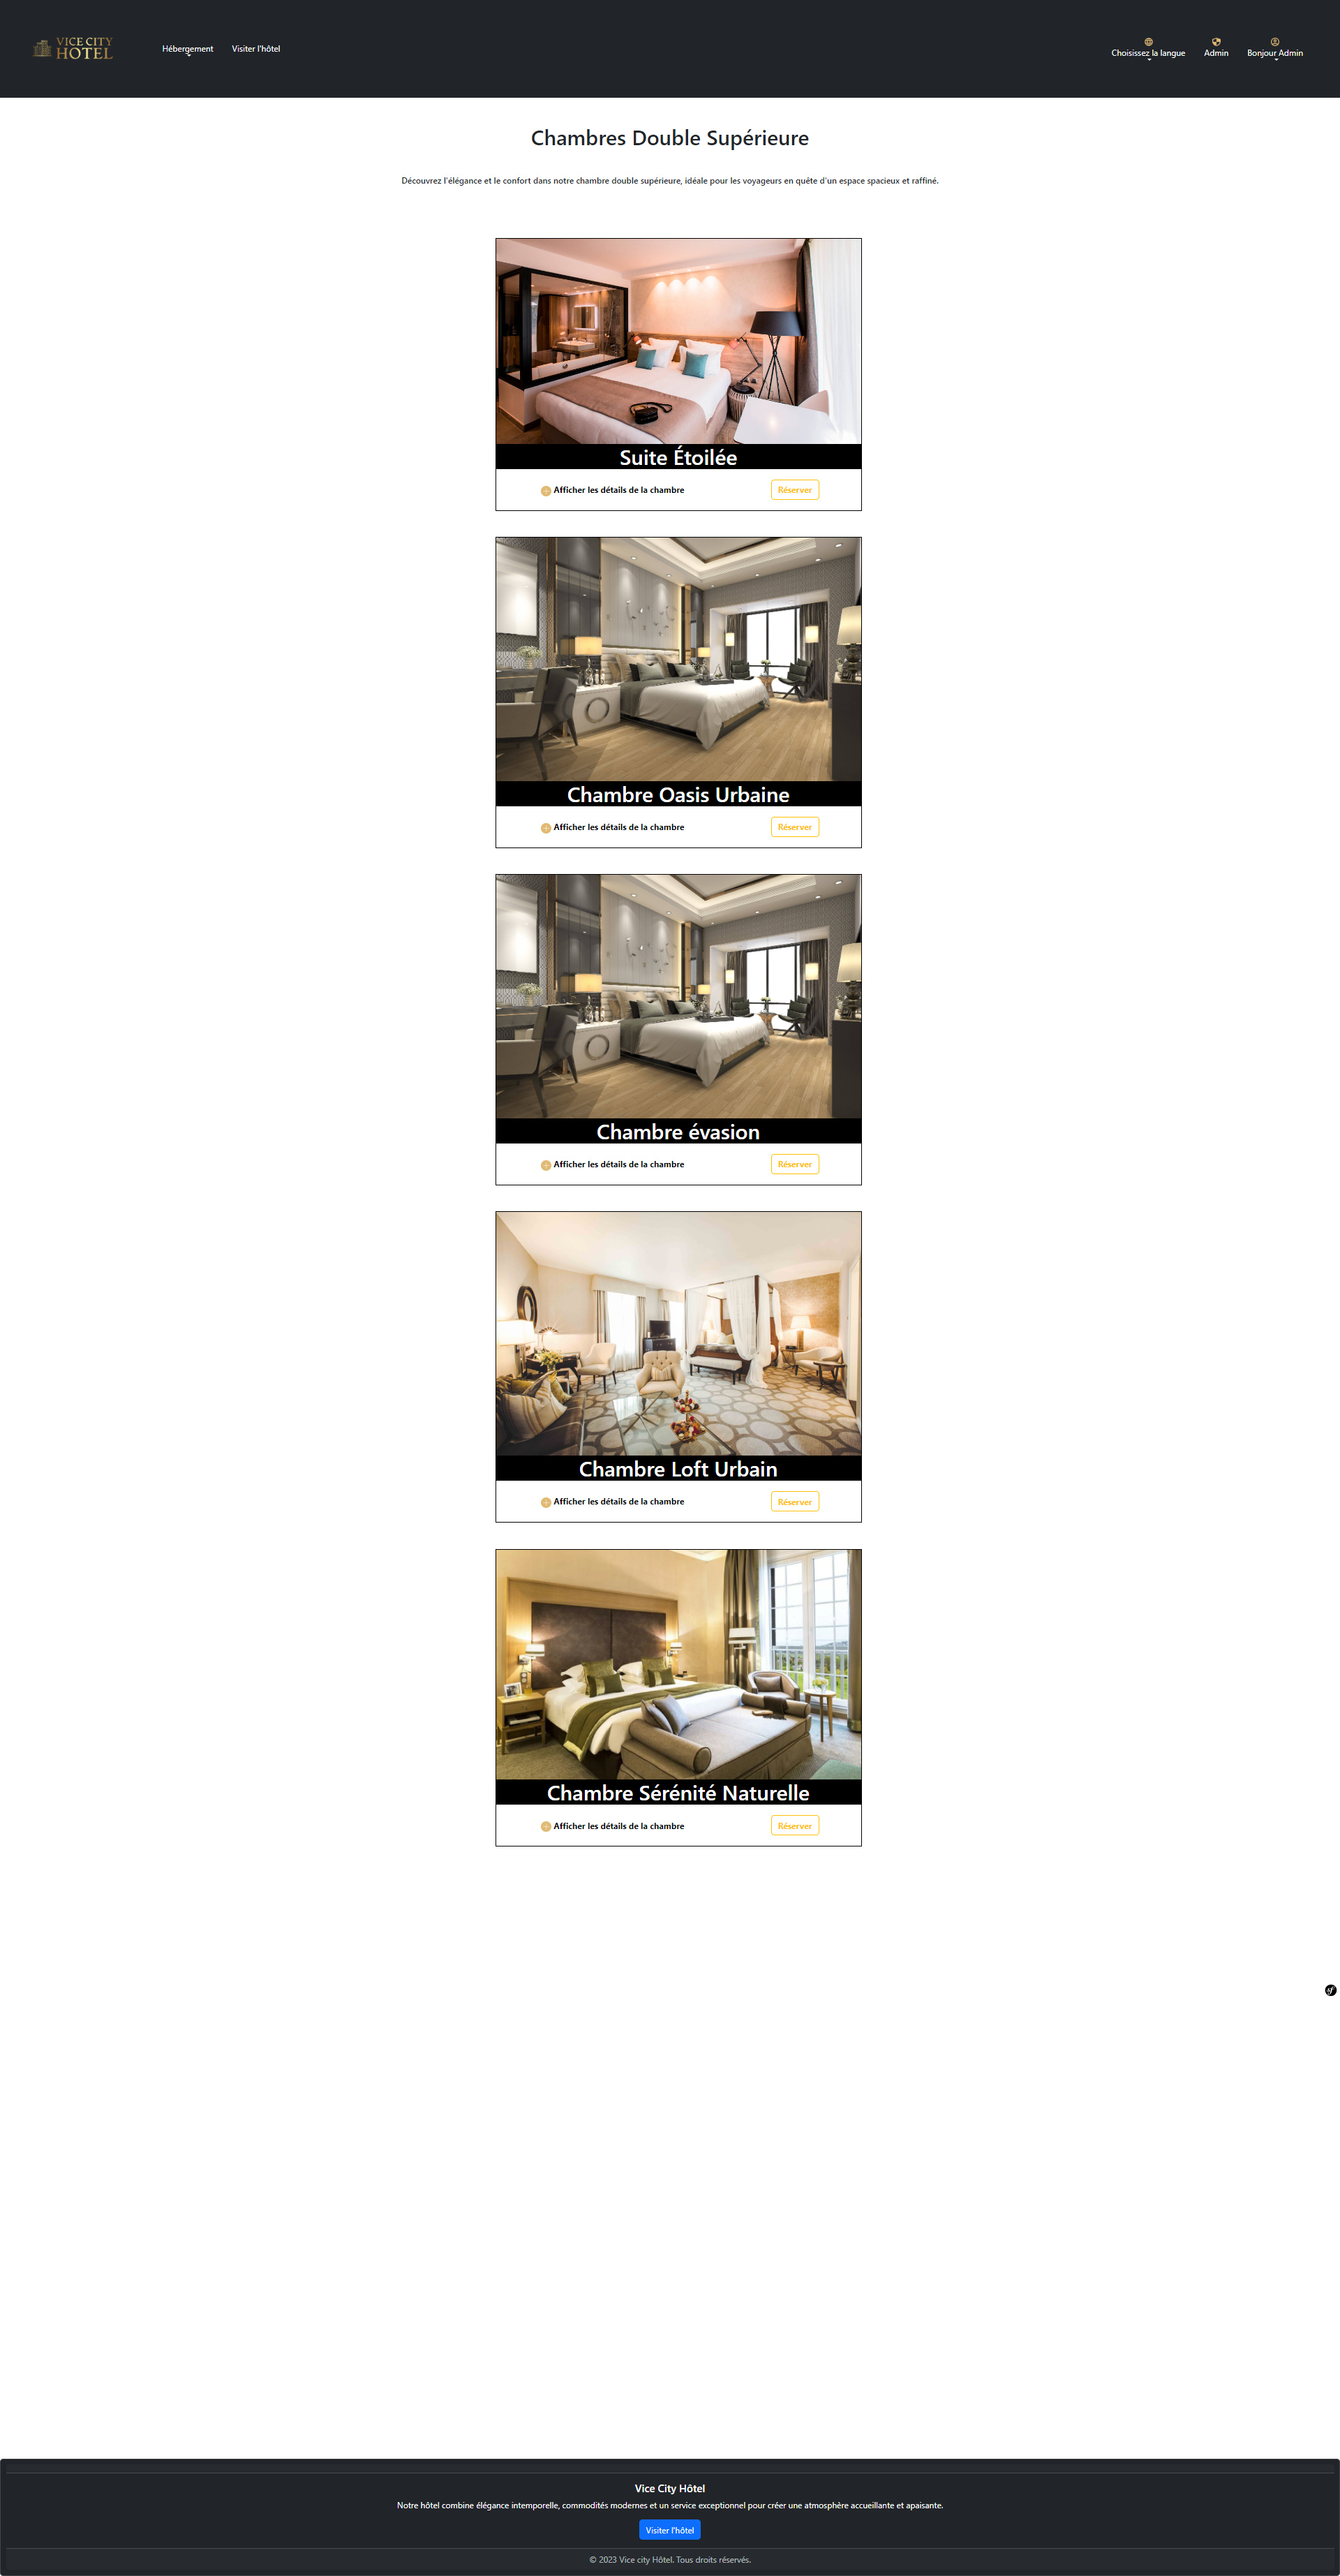 VICE CITY
HOTEL
Hébergement
Visiter l'hôtel
Choisissez la langue
Admin
Bonjour Admin
Chambres Double Supérieure
Découvrez l'élégance et le confort dans notre chambre double supérieure, idéale pour les voyageurs en quête d'un espace spacieux et raffiné.
Suite Étoilée
Afficher les détails de la chambre
Réserver
Chambre Oasis Urbaine
Afficher les détails de la chambre
Réserver
Chambre évasion
Afficher les détails de la chambre
Réserver
Chambre Loft Urbain
Afficher les détails de la chambre
Réserver
Chambre Sérénité Naturelle
Afficher les détails de la chambre
Réserver
sf
Vice City Hôtel
Notre hôtel combine élégance intemporelle, commodités modernes et un service exceptionnel pour créer une atmosphère accueillante et apaisante.
Visiter l'hôtel
© 2023 Vice city Hôtel. Tous droits réservés.